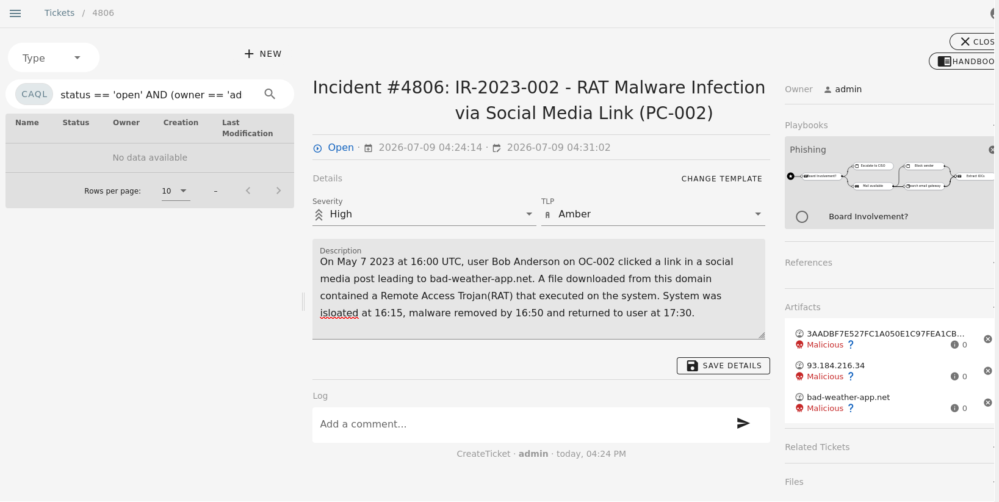 Tickets / 4806
Type
NEW
CAQL status == 'open' AND (owner == 'ad
Name Status Owner Creation Last Modification
No data available
Rows per page: 10 –
Incident #4806: IR-2023-002 - RAT Malware Infection
via Social Media Link (PC-002)
Open · 2026-07-09 04:24:14 · 2026-07-09 04:31:02
Details
CHANGE TEMPLATE
Severity
High
TLP
Amber
Description
On May 7 2023 at 16:00 UTC, user Bob Anderson on OC-002 clicked a link in a social
media post leading to bad-weather-app.net. A file downloaded from this domain
contained a Remote Access Trojan(RAT) that executed on the system. System was
isloated at 16:15, malware removed by 16:50 and returned to user at 17:30.
SAVE DETAILS
Log
Add a comment...
CreateTicket · admin · today, 04:24 PM
CLOS
HANDBOO
Owner admin
Playbooks
Phishing
Board Involvement?
Escalate to CISO
Mail available
Block sender
Search email gateway
Extract IOCs
Board Involvement?
References
Artifacts
3AADBF7E527FC1A050E1C97FEA1CB...
Malicious ? 0
93.184.216.34
Malicious ? 0
bad-weather-app.net
Malicious ? 0
Related Tickets
Files